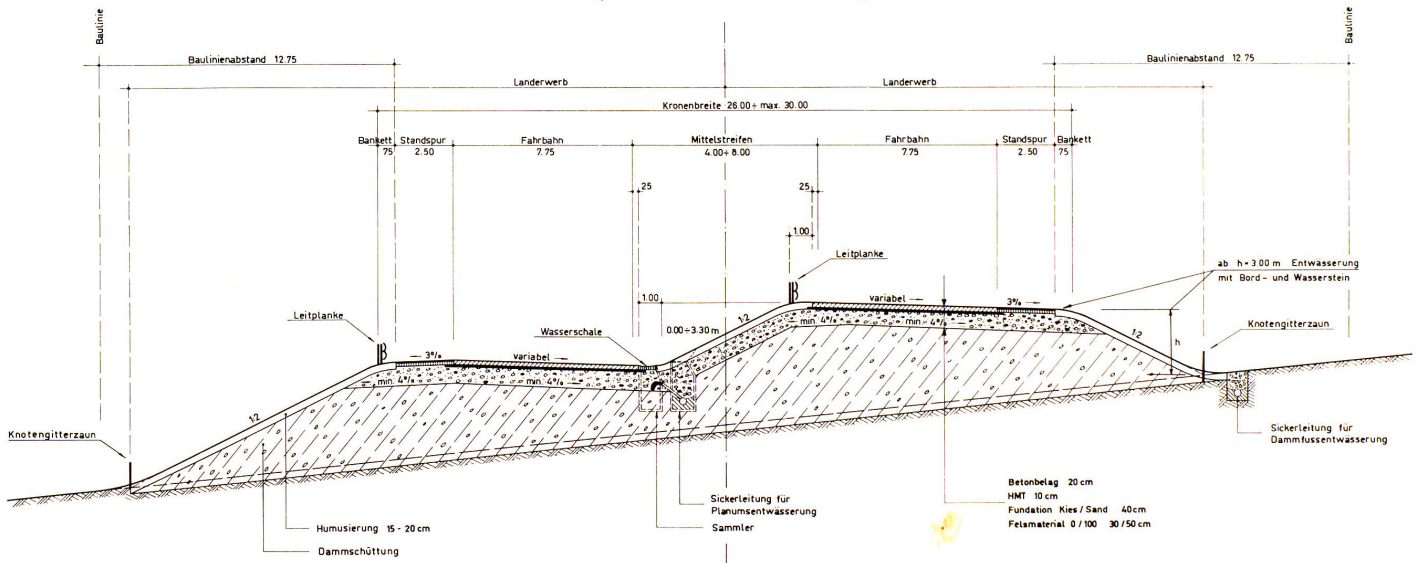 Baulinie
Baulinie
Baulinienabstand 12.75
Baulinienabstand 12.75
Landerwerb
Landerwerb
Kronenbreite 26.00÷ max. 30.00
Bankett Standspur Fahrbahn Mittelstreifen Fahrbahn Standspur Bankett
75 2.50 7.75 4.00÷8.00 7.75 2.50 75
25
25
1.00
Leitplanke
ab h=3.00 m Entwässerung
mit Bord- und Wasserstein
1.00
variabel
3%
Leitplanke
Wasserschale
0.00÷3.30 m
1:2
min. 4%
min. 4%
1:2
h
Knotengitterzaun
3%
variabel
min. 4%
min. 4%
1:2
Knotengitterzaun
Sickerleitung für
Dammfussentwässerung
Betonbelag 20 cm
HMT 10 cm
Fundation Kies / Sand 40cm
Felsmaterial 0 / 100 30 / 50 cm
Sickerleitung für
Planumsentwässerung
Sammler
Humusierung 15 - 20 cm
Dammschüttung